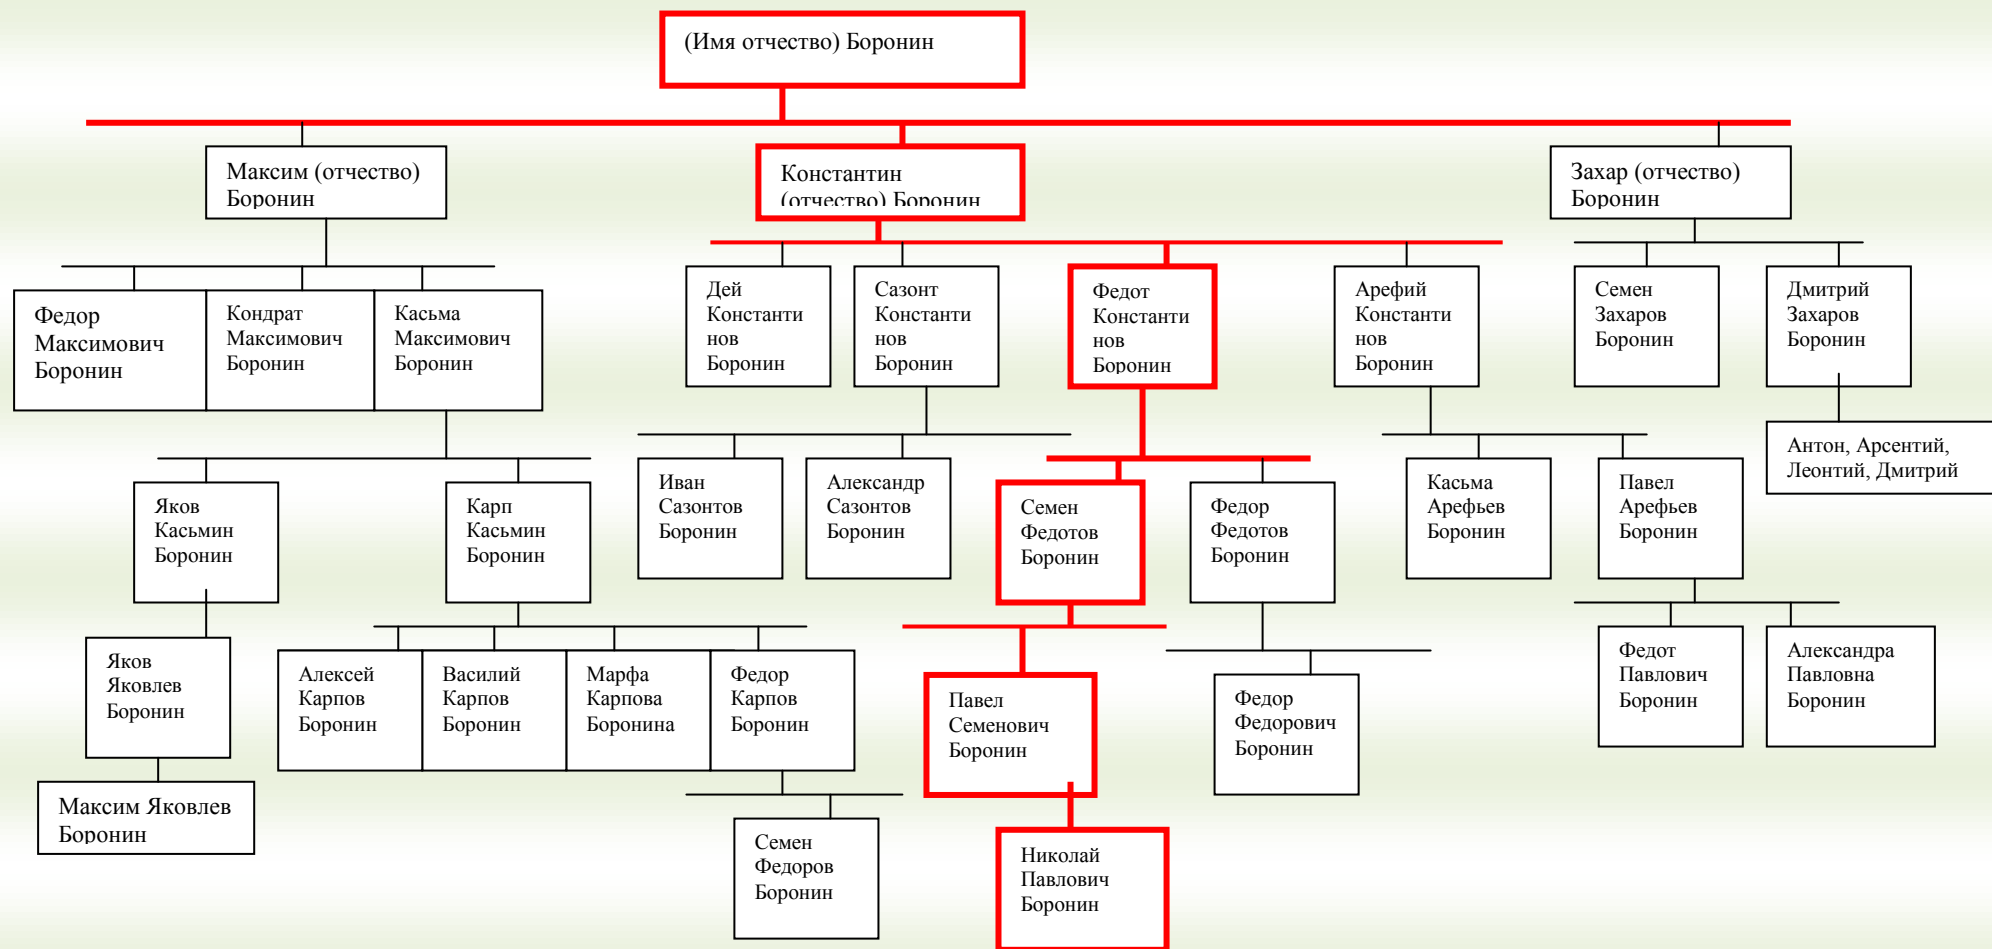 (Имя отчество) Боронин
Максим (отчество)
Боронин
Константин
(отчество) Боронин
Захар (отчество)
Боронин
Федор
Максимович
Боронин
Кондрат
Максимович
Боронин
Касьма
Максимович
Боронин
Дей
Константи
нов
Боронин
Сазонт
Константи
нов
Боронин
Федот
Константи
нов
Боронин
Арефий
Константи
нов
Боронин
Семен
Захаров
Боронин
Дмитрий
Захаров
Боронин
Антон, Арсентий,
Леонтий, Дмитрий
Яков
Касьмин
Боронин
Карп
Касьмин
Боронин
Иван
Сазонтов
Боронин
Александр
Сазонтов
Боронин
Семен
Федотов
Боронин
Федор
Федотов
Боронин
Касьма
Арефьев
Боронин
Павел
Арефьев
Боронин
Яков
Яковлев
Боронин
Алексей
Карпов
Боронин
Василий
Карпов
Боронин
Марфа
Карпова
Боронина
Федор
Карпов
Боронин
Павел
Семенович
Боронин
Федор
Федорович
Боронин
Федот
Павлович
Боронин
Александра
Павловна
Боронин
Максим Яковлев
Боронин
Семен
Федоров
Боронин
Николай
Павлович
Боронин